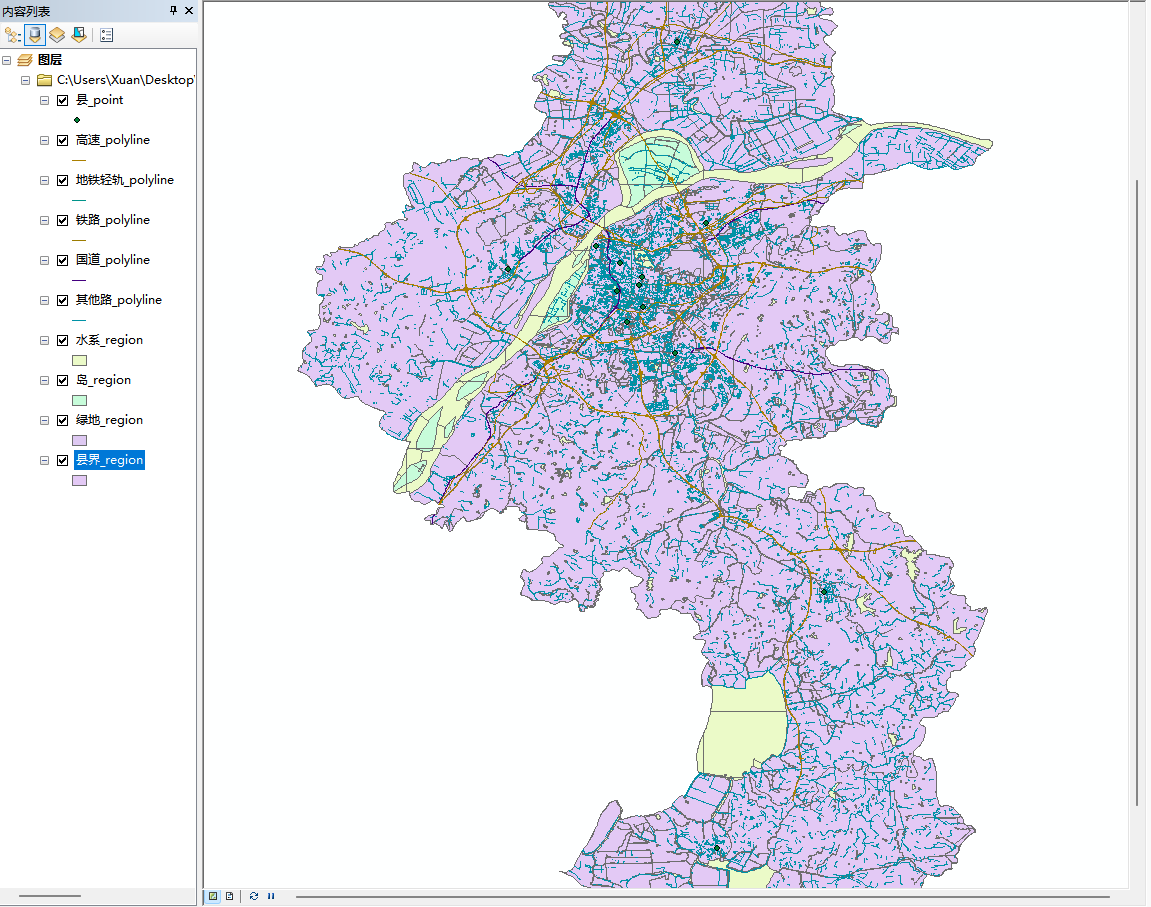 内容列表
图层
C:\Users\Xuan\Desktop
县_point
高速_polyline
地铁轻轨_polyline
铁路_polyline
国道_polyline
其他路_polyline
水系_region
岛_region
绿地_region
县界_region